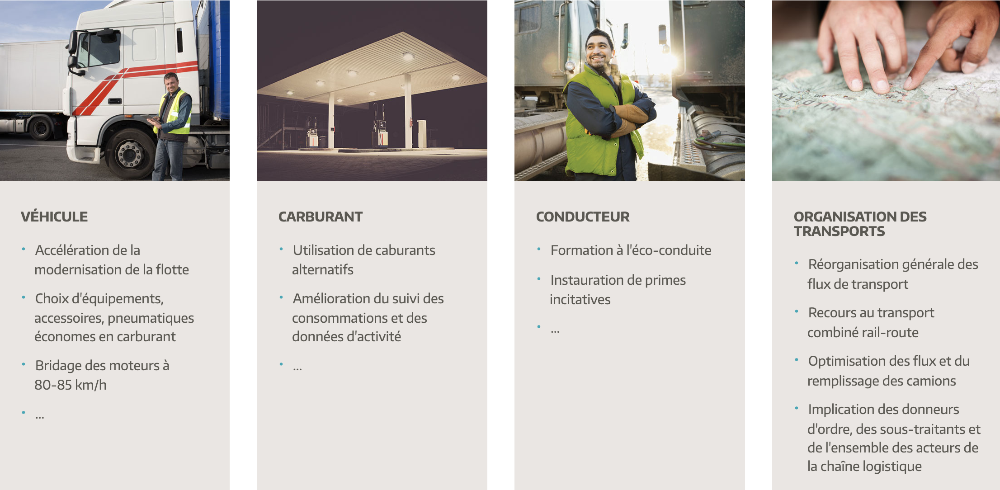 VÉHICULE
• Accélération de la
modernisation de la flotte
• Choix d'équipements,
accessoires, pneumatiques
économes en carburant
• Bridage des moteurs à
80-85 km/h
• ...
CARBURANT
• Utilisation de caburants
alternatifs
• Amélioration du suivi des
consommations et des
données d'activité
• ...
CONDUCTEUR
• Formation à l'éco-conduite
• Instauration de primes
incitatives
• ...
ORGANISATION DES
TRANSPORTS
• Réorganisation générale des
flux de transport
• Recours au transport
combiné rail-route
• Optimisation des flux et du
remplissage des camions
• Implication des donneurs
d'ordre, des sous-traitants et
de l'ensemble des acteurs de
la chaîne logistique